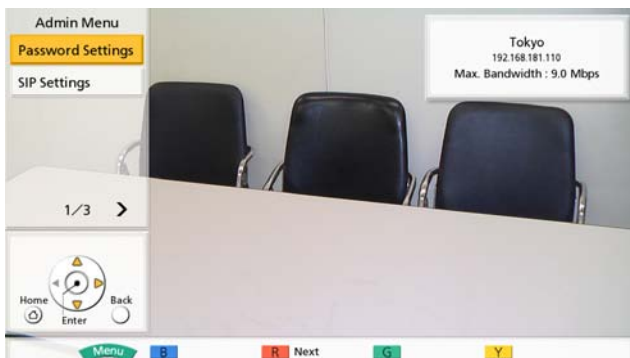 Admin Menu
Password Settings
SIP Settings
1/3
Tokyo
192.168.181.110
Max. Bandwidth : 9.0 Mbps
Home
Back
Enter
Menu
B
R Next
G
Y